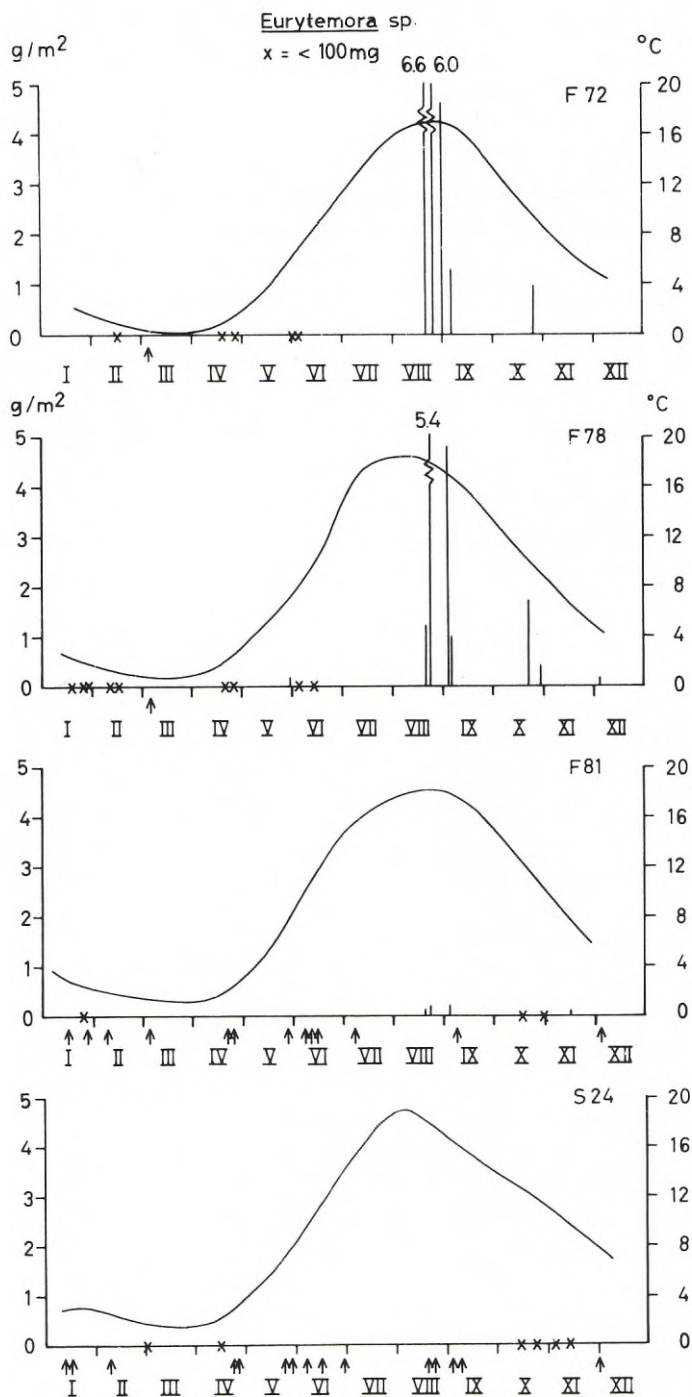 Eurytemora sp.
g/m² x = < 100mg °C
6.6 6.0
F 72
5 20
4 16
3 12
2 8
1 4
0 0
I II III IV V VI VII VIII IX X XI XII
g/m² °C
5.4
F 78
5 20
4 16
3 12
2 8
1 4
0 0
I II III IV V VI VII VIII IX X XI XII
F 81
5 20
4 16
3 12
2 8
1 4
0 0
I II III IV V VI VII VIII IX X XI XII
S 24
5 20
4 16
3 12
2 8
1 4
0 0
I II III IV V VI VII VIII IX X XI XII